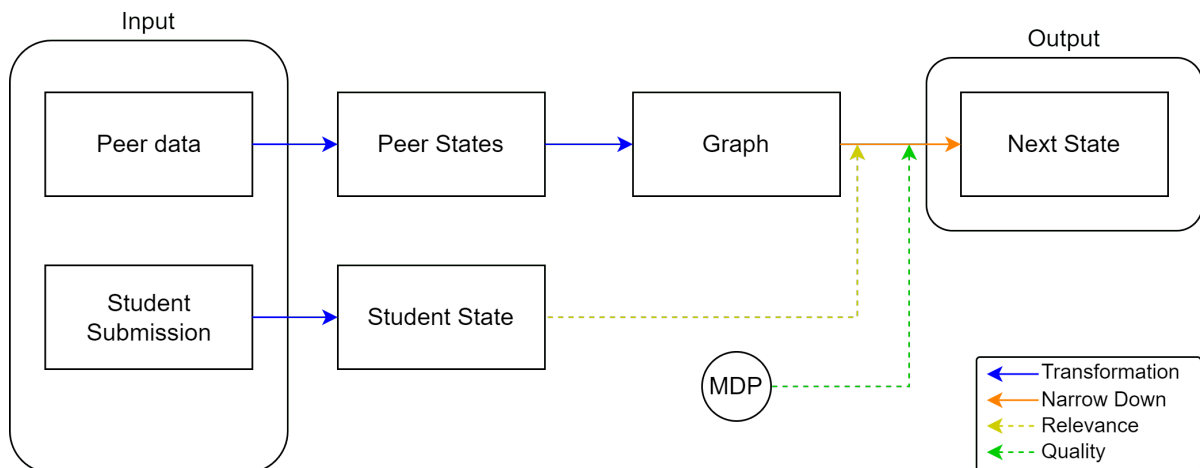 Input
Output
Peer data
Peer States
Graph
Next State
Student
Submission
Student State
MDP
Transformation
Narrow Down
Relevance
Quality